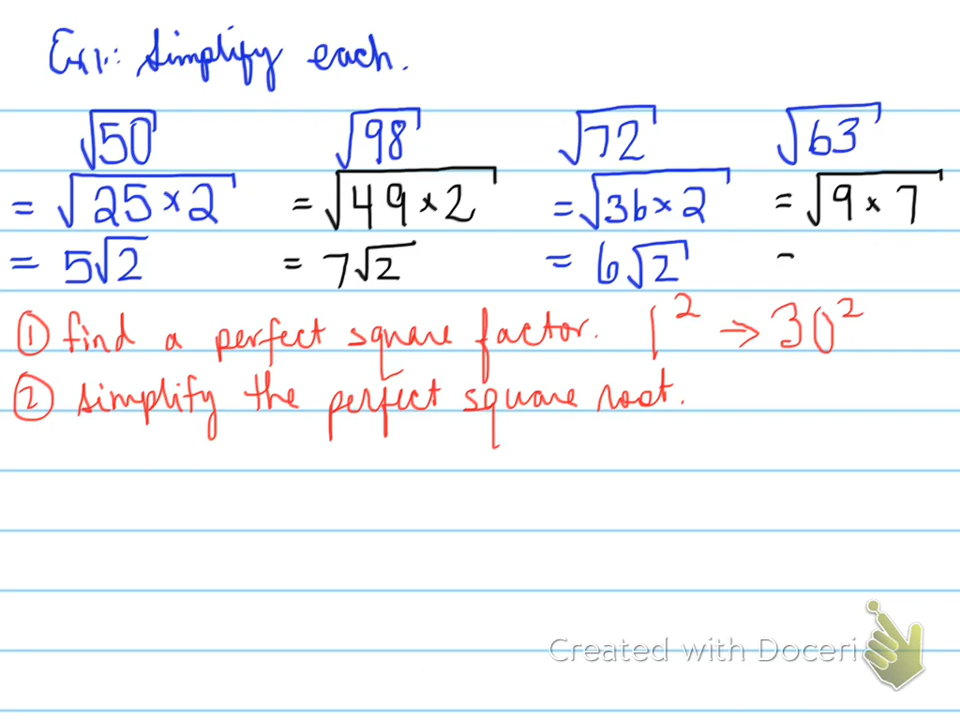 Ex1: Simplify each.
√50 √98 √72 √63
= √25 × 2 = √49 × 2 = √36 × 2 = √9 × 7
= 5√2 = 7√2 = 6√2 =
① find a perfect square factor. 1² → 30²
② simplify the perfect square root.
Created with Doceri